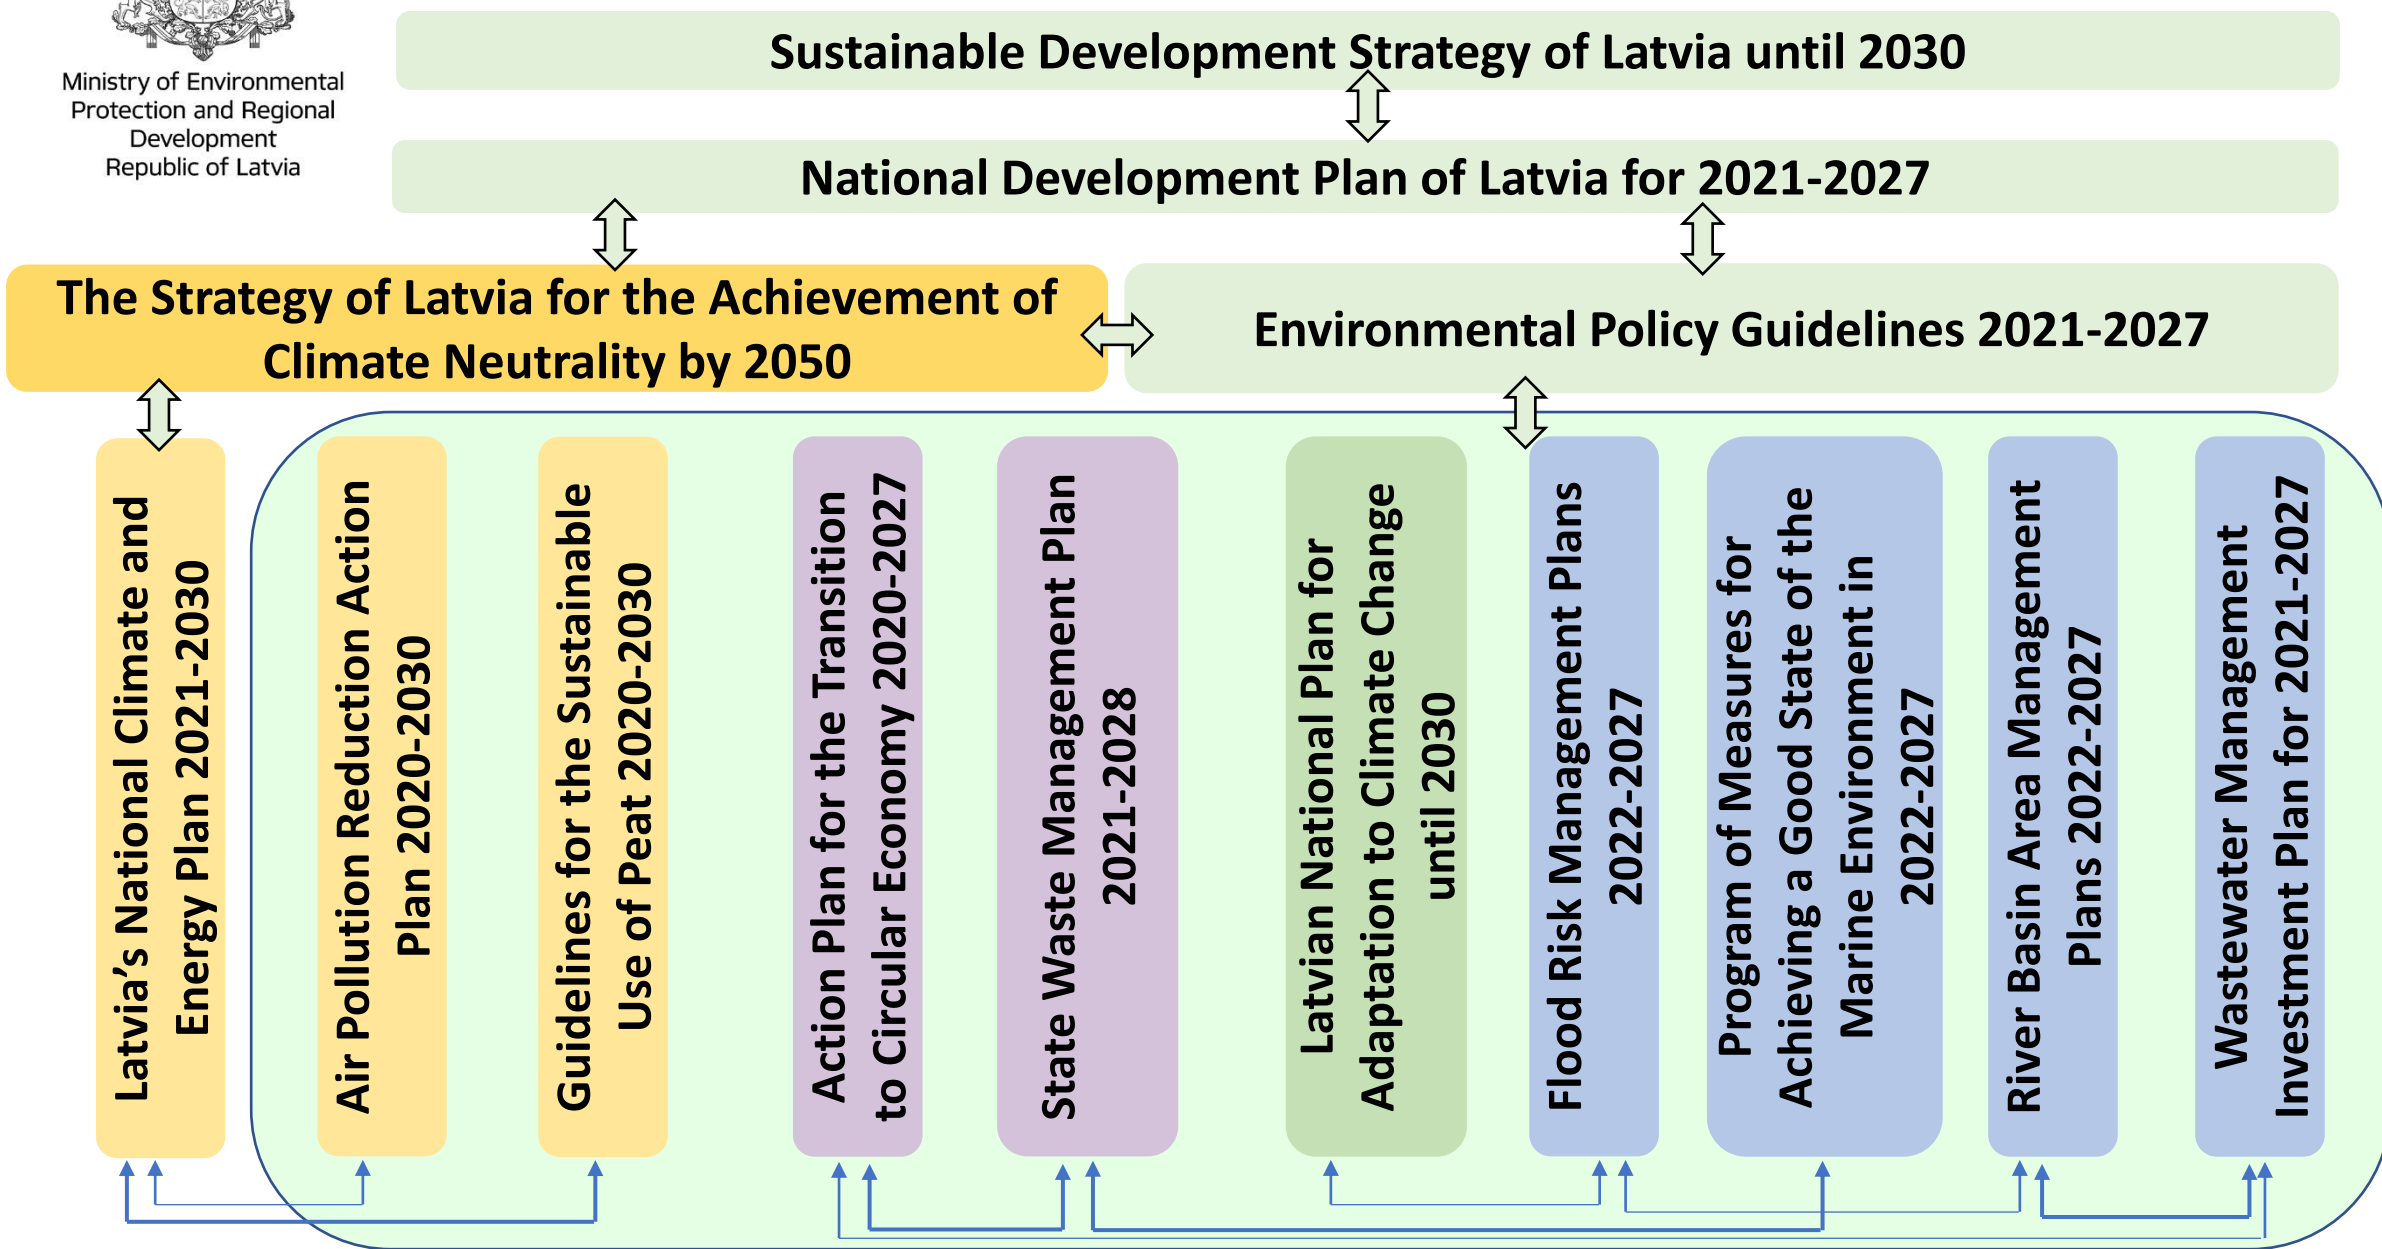 Ministry of Environmental
Protection and Regional
Development
Republic of Latvia
Sustainable Development Strategy of Latvia until 2030
National Development Plan of Latvia for 2021-2027
The Strategy of Latvia for the Achievement of
Climate Neutrality by 2050
Environmental Policy Guidelines 2021-2027
Latvia’s National Climate and
Energy Plan 2021-2030
Air Pollution Reduction Action
Plan 2020-2030
Guidelines for the Sustainable
Use of Peat 2020-2030
Action Plan for the Transition
to Circular Economy 2020-2027
State Waste Management Plan
2021-2028
Latvian National Plan for
Adaptation to Climate Change
until 2030
Flood Risk Management Plans
2022-2027
Program of Measures for
Achieving a Good State of the
Marine Environment in
2022-2027
River Basin Area Management
Plans 2022-2027
Wastewater Management
Investment Plan for 2021-2027